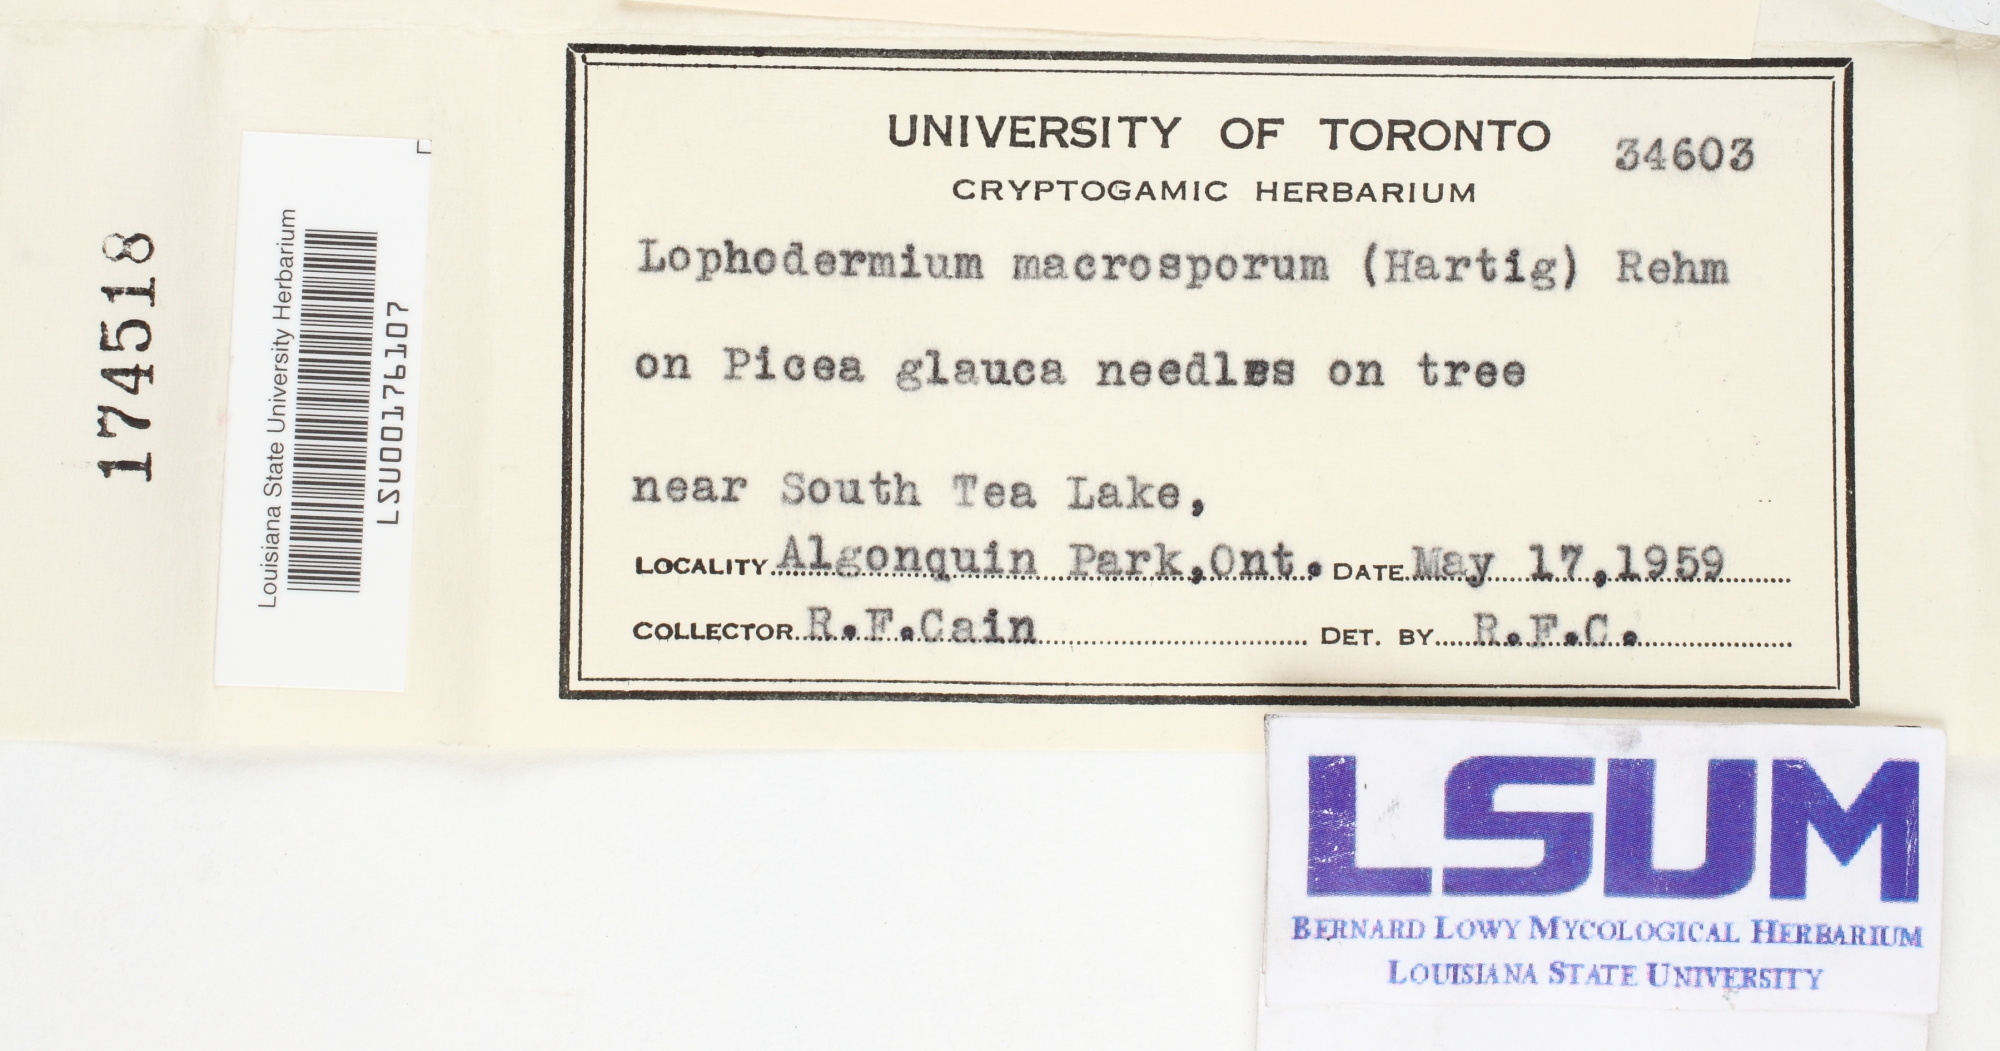 174518
Louisiana State University Herbarium
LSU00176107
UNIVERSITY OF TORONTO
34603
CRYPTOGAMIC HERBARIUM
Lophodermium macrosporum (Hartig) Rehm
on Picea glauca needles on tree
near South Tea Lake,
LOCALITY Algonquin Park,Ont. DATE May 17,1959
COLLECTOR R.F.Cain DET. BY R.F.C.
LSUM
BERNARD LOWY MYCOLOGICAL HERBARIUM
LOUISIANA STATE UNIVERSITY